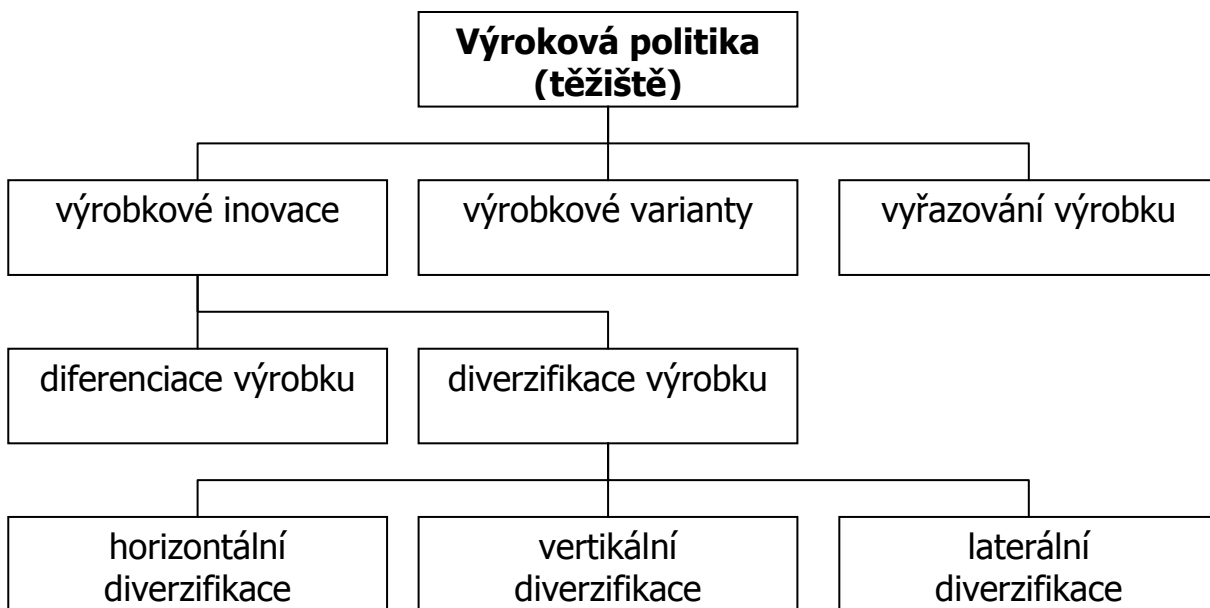 Výroková politika
(těžiště)
výrobkové inovace
výrobkové varianty
vyřazování výrobku
diferenciace výrobku
diverzifikace výrobku
horizontální
diverzifikace
vertikální
diverzifikace
laterální
diverzifikace